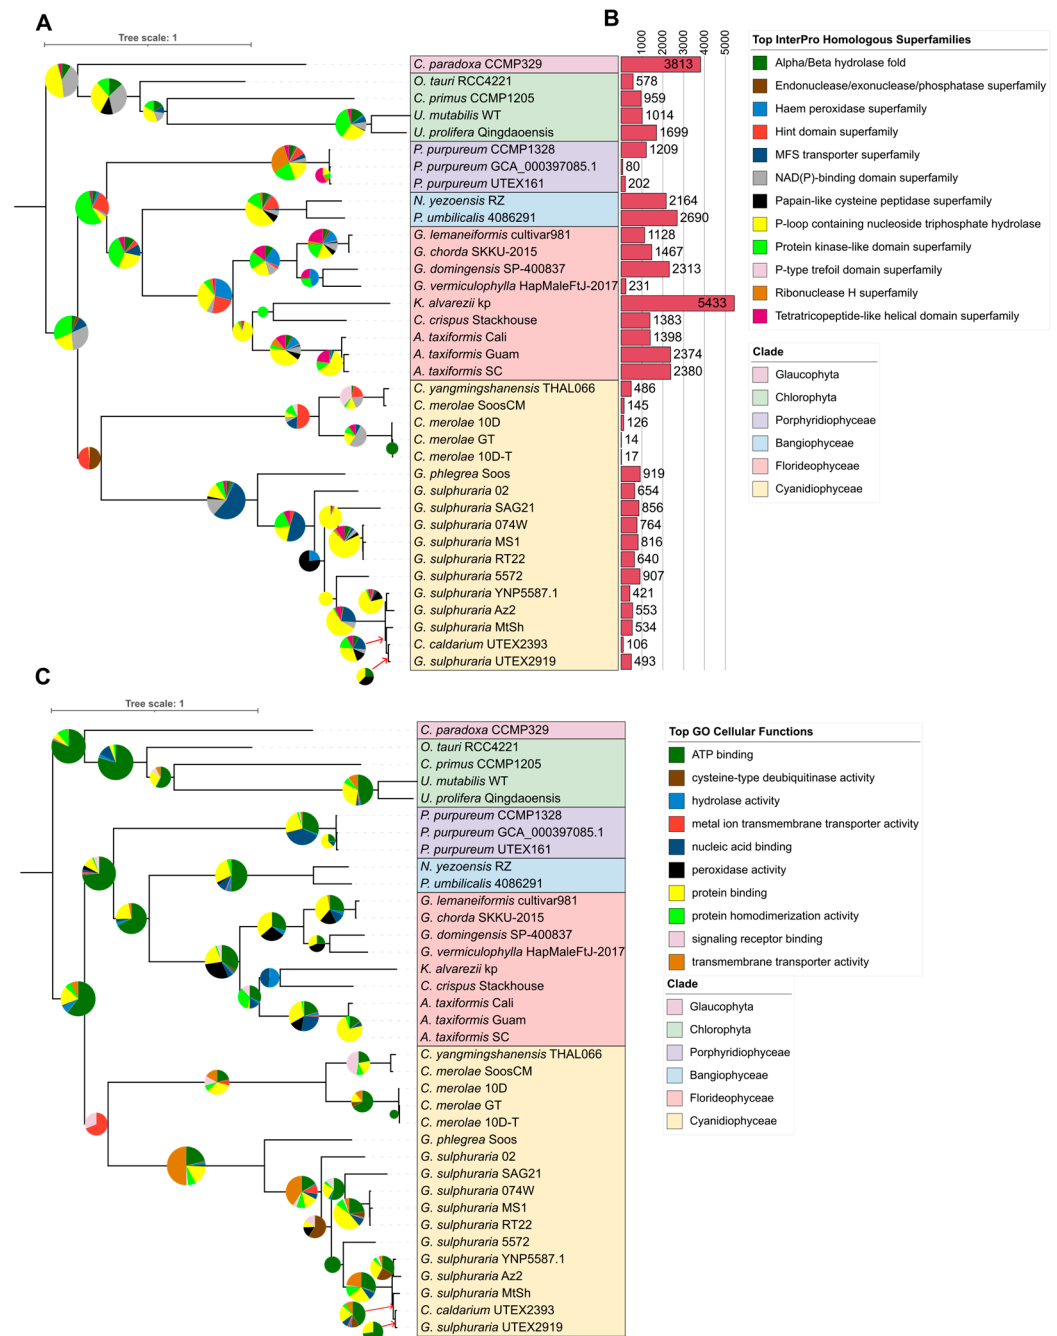 A
B
Tree scale: 1
1000
2000
3000
4000
5000
C. paradoxa CCMP329 3813
O. tauri RCC4221 578
C. primus CCMP1205 959
U. mutabilis WT 1014
U. prolifera Qingdaoensis 1699
P. purpureum CCMP1328 1209
P. purpureum GCA_000397085.1 80
P. purpureum UTEX161 202
N. yezoensis RZ 2164
P. umbilicalis 4086291 2690
G. lemaneiformis cultivar981 1128
G. chorda SKKU-2015 1467
G. domingensis SP-400837 2313
G. vermiculophylla HapMaleFtJ-2017 231
K. alvarezii kp 5433
C. crispus Stackhouse 1383
A. taxiformis Cali 1398
A. taxiformis Guam 2374
A. taxiformis SC 2380
C. yangmingshanensis THAL066 486
C. merolae SoosCM 145
C. merolae 10D 126
C. merolae GT 14
C. merolae 10D-T 17
G. phlegrea Soos 919
G. sulphuraria 02 654
G. sulphuraria SAG21 856
G. sulphuraria 074W 764
G. sulphuraria MS1 816
G. sulphuraria RT22 640
G. sulphuraria 5572 907
G. sulphuraria YNP5587.1 421
G. sulphuraria Az2 553
G. sulphuraria MtSh 534
C. caldarium UTEX2393 106
G. sulphuraria UTEX2919 493
Top InterPro Homologous Superfamilies
Alpha/Beta hydrolase fold
Endonuclease/exonuclease/phosphatase superfamily
Haem peroxidase superfamily
Hint domain superfamily
MFS transporter superfamily
NAD(P)-binding domain superfamily
Papain-like cysteine peptidase superfamily
P-loop containing nucleoside triphosphate hydrolase
Protein kinase-like domain superfamily
P-type trefoil domain superfamily
Ribonuclease H superfamily
Tetratricopeptide-like helical domain superfamily
Clade
Glaucophyta
Chlorophyta
Porphyridiophyceae
Bangiophyceae
Florideophyceae
Cyanidiophyceae
C
Tree scale: 1
C. paradoxa CCMP329
O. tauri RCC4221
C. primus CCMP1205
U. mutabilis WT
U. prolifera Qingdaoensis
P. purpureum CCMP1328
P. purpureum GCA_000397085.1
P. purpureum UTEX161
N. yezoensis RZ
P. umbilicalis 4086291
G. lemaneiformis cultivar981
G. chorda SKKU-2015
G. domingensis SP-400837
G. vermiculophylla HapMaleFtJ-2017
K. alvarezii kp
C. crispus Stackhouse
A. taxiformis Cali
A. taxiformis Guam
A. taxiformis SC
C. yangmingshanensis THAL066
C. merolae SoosCM
C. merolae 10D
C. merolae GT
C. merolae 10D-T
G. phlegrea Soos
G. sulphuraria 02
G. sulphuraria SAG21
G. sulphuraria 074W
G. sulphuraria MS1
G. sulphuraria RT22
G. sulphuraria 5572
G. sulphuraria YNP5587.1
G. sulphuraria Az2
G. sulphuraria MtSh
C. caldarium UTEX2393
G. sulphuraria UTEX2919
Top GO Cellular Functions
ATP binding
cysteine-type deubiquitinase activity
hydrolase activity
metal ion transmembrane transporter activity
nucleic acid binding
peroxidase activity
protein binding
protein homodimerization activity
signaling receptor binding
transmembrane transporter activity
Clade
Glaucophyta
Chlorophyta
Porphyridiophyceae
Bangiophyceae
Florideophyceae
Cyanidiophyceae